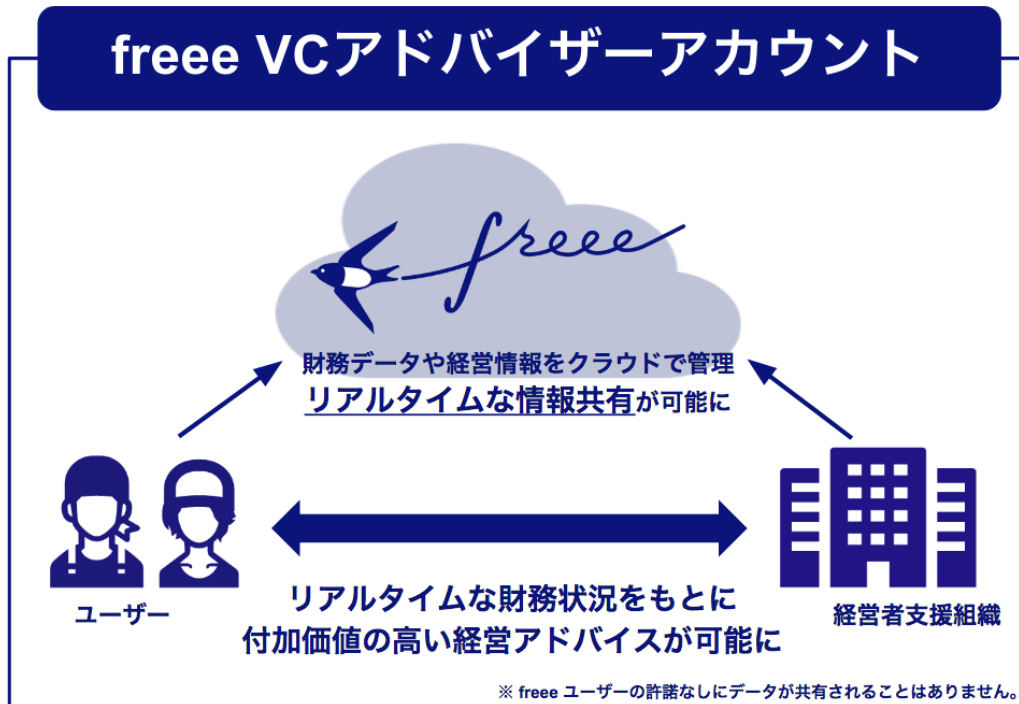 freee VCアドバイザーアカウント
freee
財務データや経営情報をクラウドで管理
リアルタイムな情報共有が可能に
ユーザー
経営者支援組織
リアルタイムな財務状況をもとに
付加価値の高い経営アドバイスが可能に
※ freee ユーザーの許諾なしにデータが共有されることはありません。